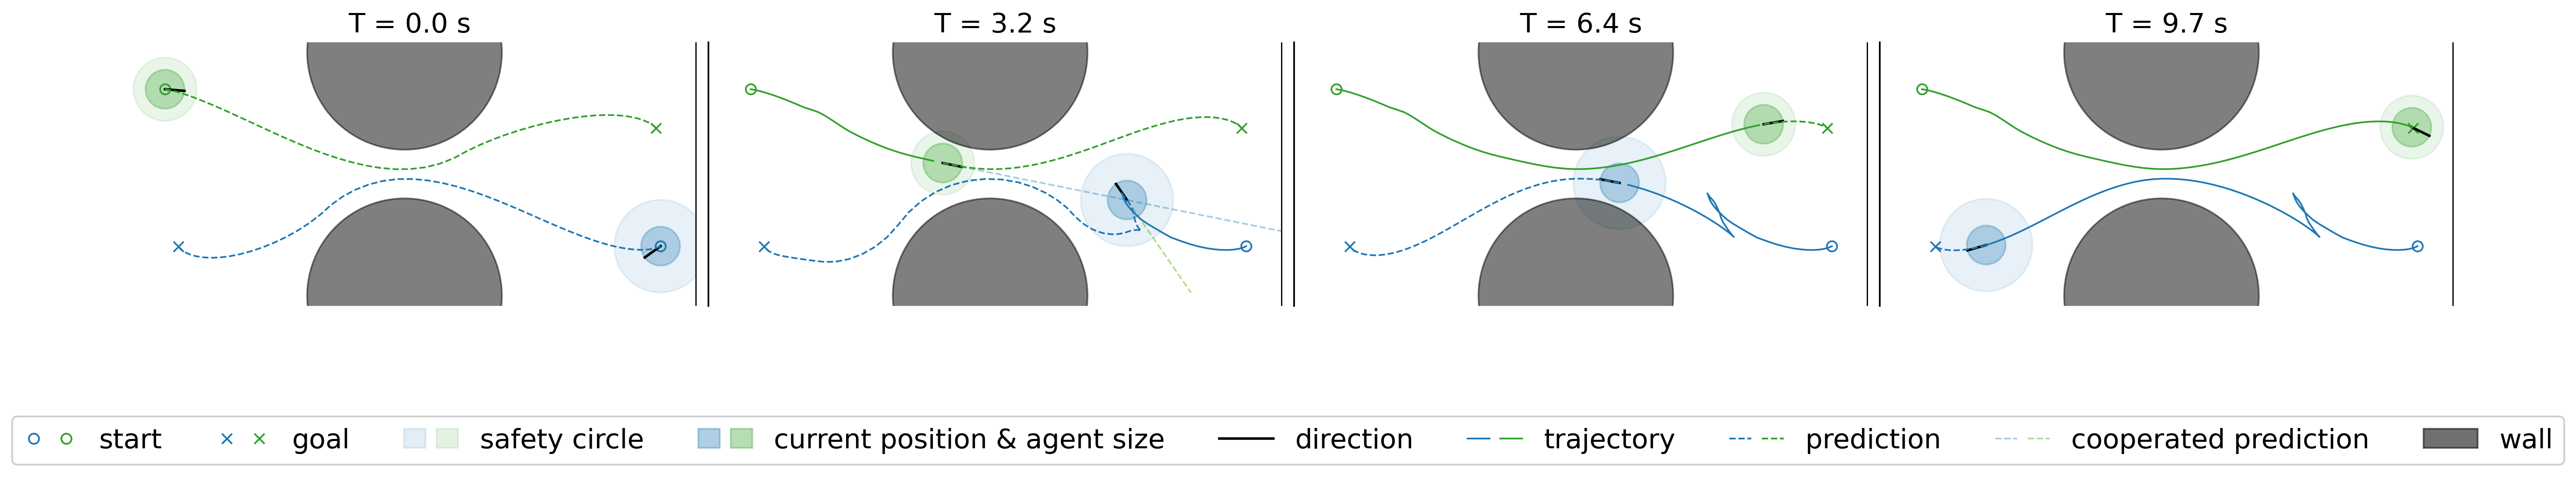 T = 0.0 s
T = 3.2 s
T = 6.4 s
T = 9.7 s
start goal safety circle current position & agent size direction trajectory prediction cooperated prediction wall